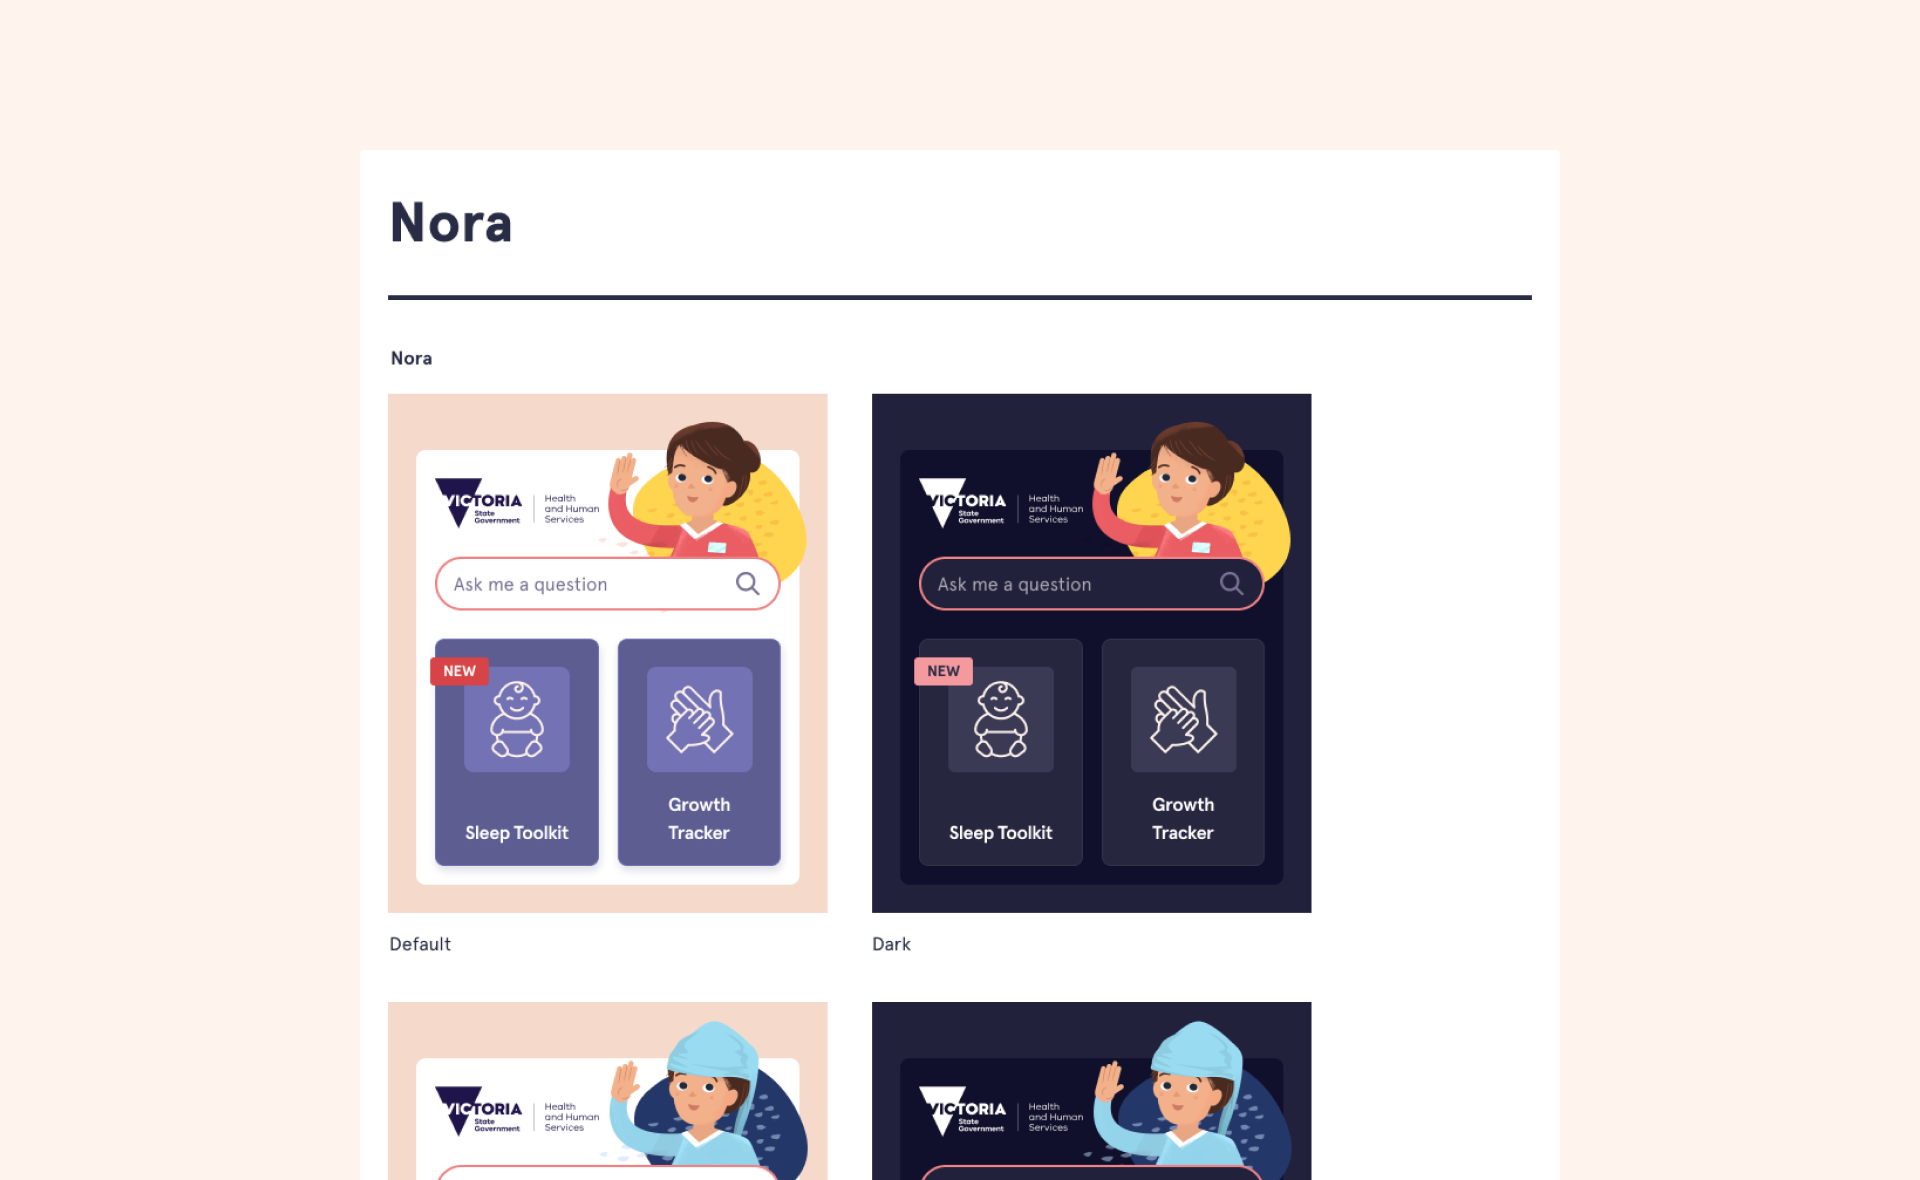 Nora
Nora
VICTORIA
State
Government
Health
and Human
Services
Ask me a question
NEW
Sleep Toolkit
Growth
Tracker
Default
VICTORIA
State
Government
Health
and Human
Services
Ask me a question
NEW
Sleep Toolkit
Growth
Tracker
Dark
VICTORIA
State
Government
Health
and Human
Services
VICTORIA
State
Government
Health
and Human
Services